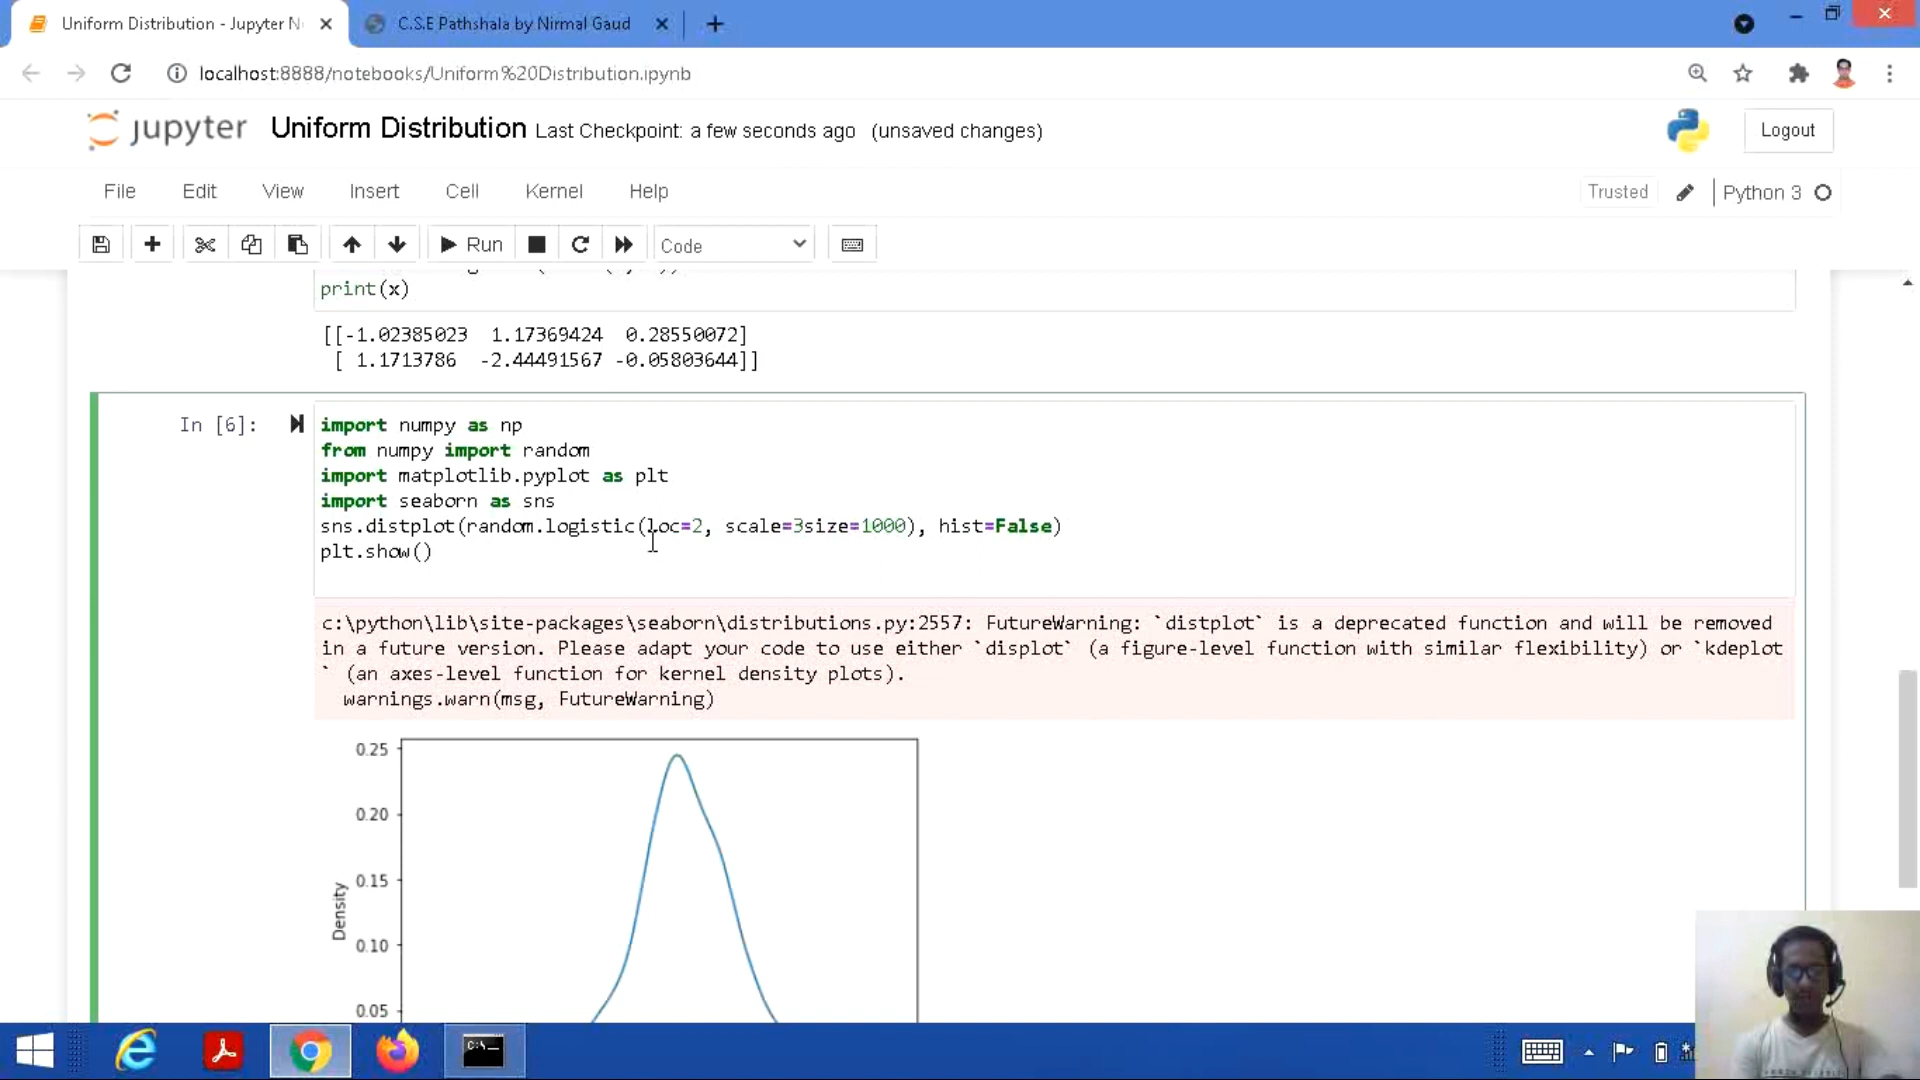 Uniform Distribution - Jupyter N
C.S.E Pathshala by Nirmal Gaud
localhost:8888/notebooks/Uniform%20Distribution.ipynb
jupyter Uniform Distribution Last Checkpoint: a few seconds ago (unsaved changes)
Logout
File Edit View Insert Cell Kernel Help
Trusted Python 3
Run Code
print(x)
[[-1.02385023 1.17369424 0.28550072]
[ 1.1713786 -2.44491567 -0.05803644]]
In [6]:
import numpy as np
from numpy import random
import matplotlib.pyplot as plt
import seaborn as sns
sns.distplot(random.logistic(loc=2, scale=3size=1000), hist=False)
plt.show()
c:\python\lib\site-packages\seaborn\distributions.py:2557: FutureWarning: `distplot` is a deprecated function and will be removed
in a future version. Please adapt your code to use either `displot` (a figure-level function with similar flexibility) or `kdeplot
` (an axes-level function for kernel density plots).
warnings.warn(msg, FutureWarning)
0.25
0.20
0.15
Density
0.10
0.05